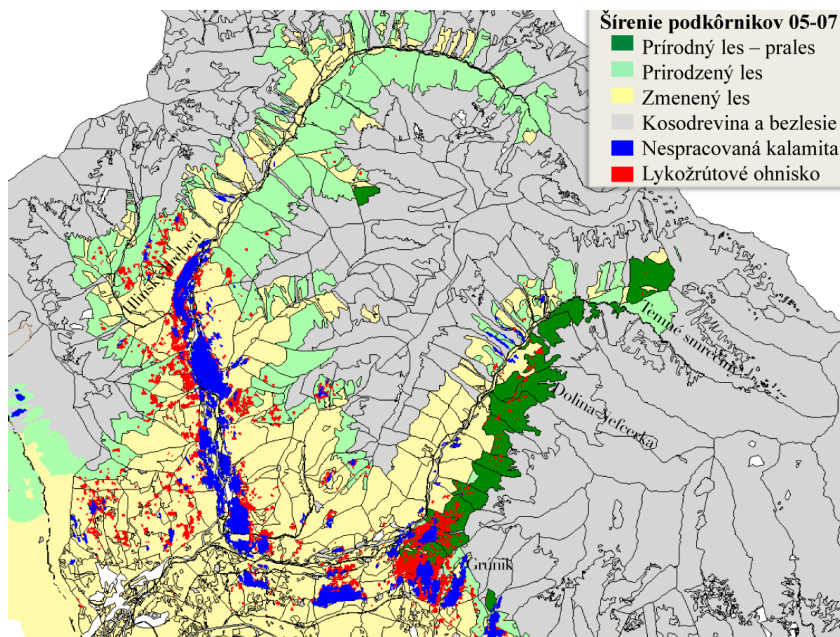 Šírenie podkôrnikov 05-07
Prírodný les – prales
Prirodzený les
Zmenený les
Kosodrevina a bezlesie
Nespracovaná kalamita
Lykožrútové ohnisko
Temné smrečiny
Dolina Nefcerka
Grúnik